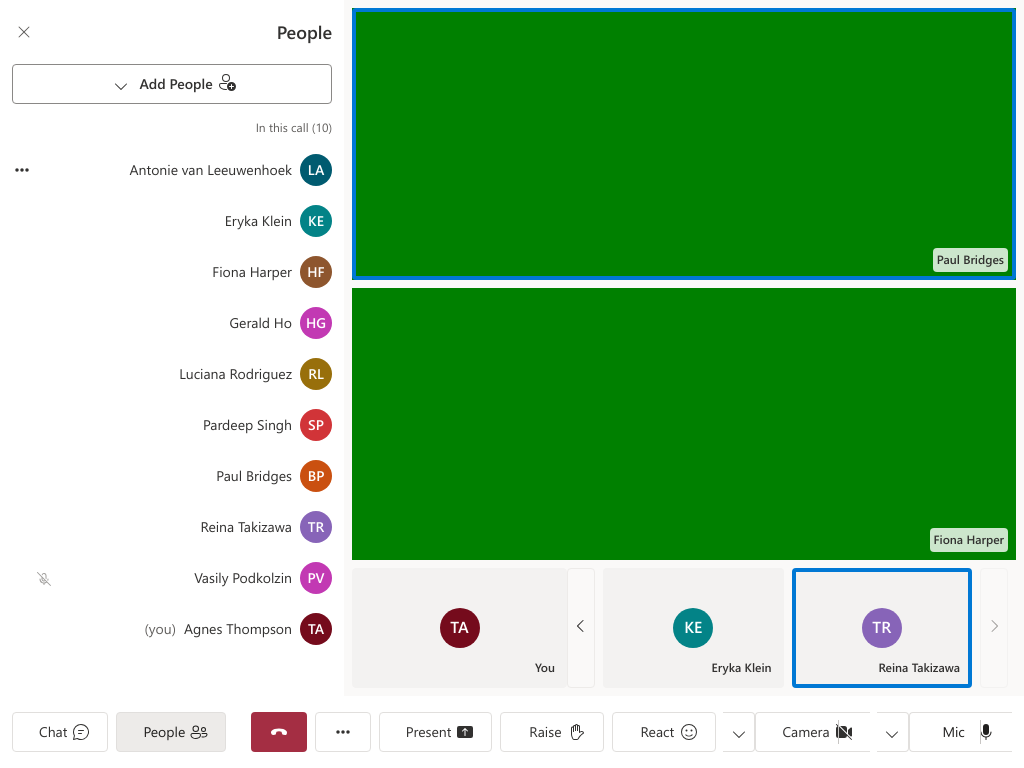 People
Add People
In this call (10)
Antonie van Leeuwenhoek LA
Eryka Klein KE
Fiona Harper HF
Gerald Ho HG
Luciana Rodriguez RL
Pardeep Singh SP
Paul Bridges BP
Reina Takizawa TR
Vasily Podkolzin PV
(you) Agnes Thompson TA
Paul Bridges
Fiona Harper
TA
You
KE
Eryka Klein
TR
Reina Takizawa
Chat People Present Raise React Camera Mic